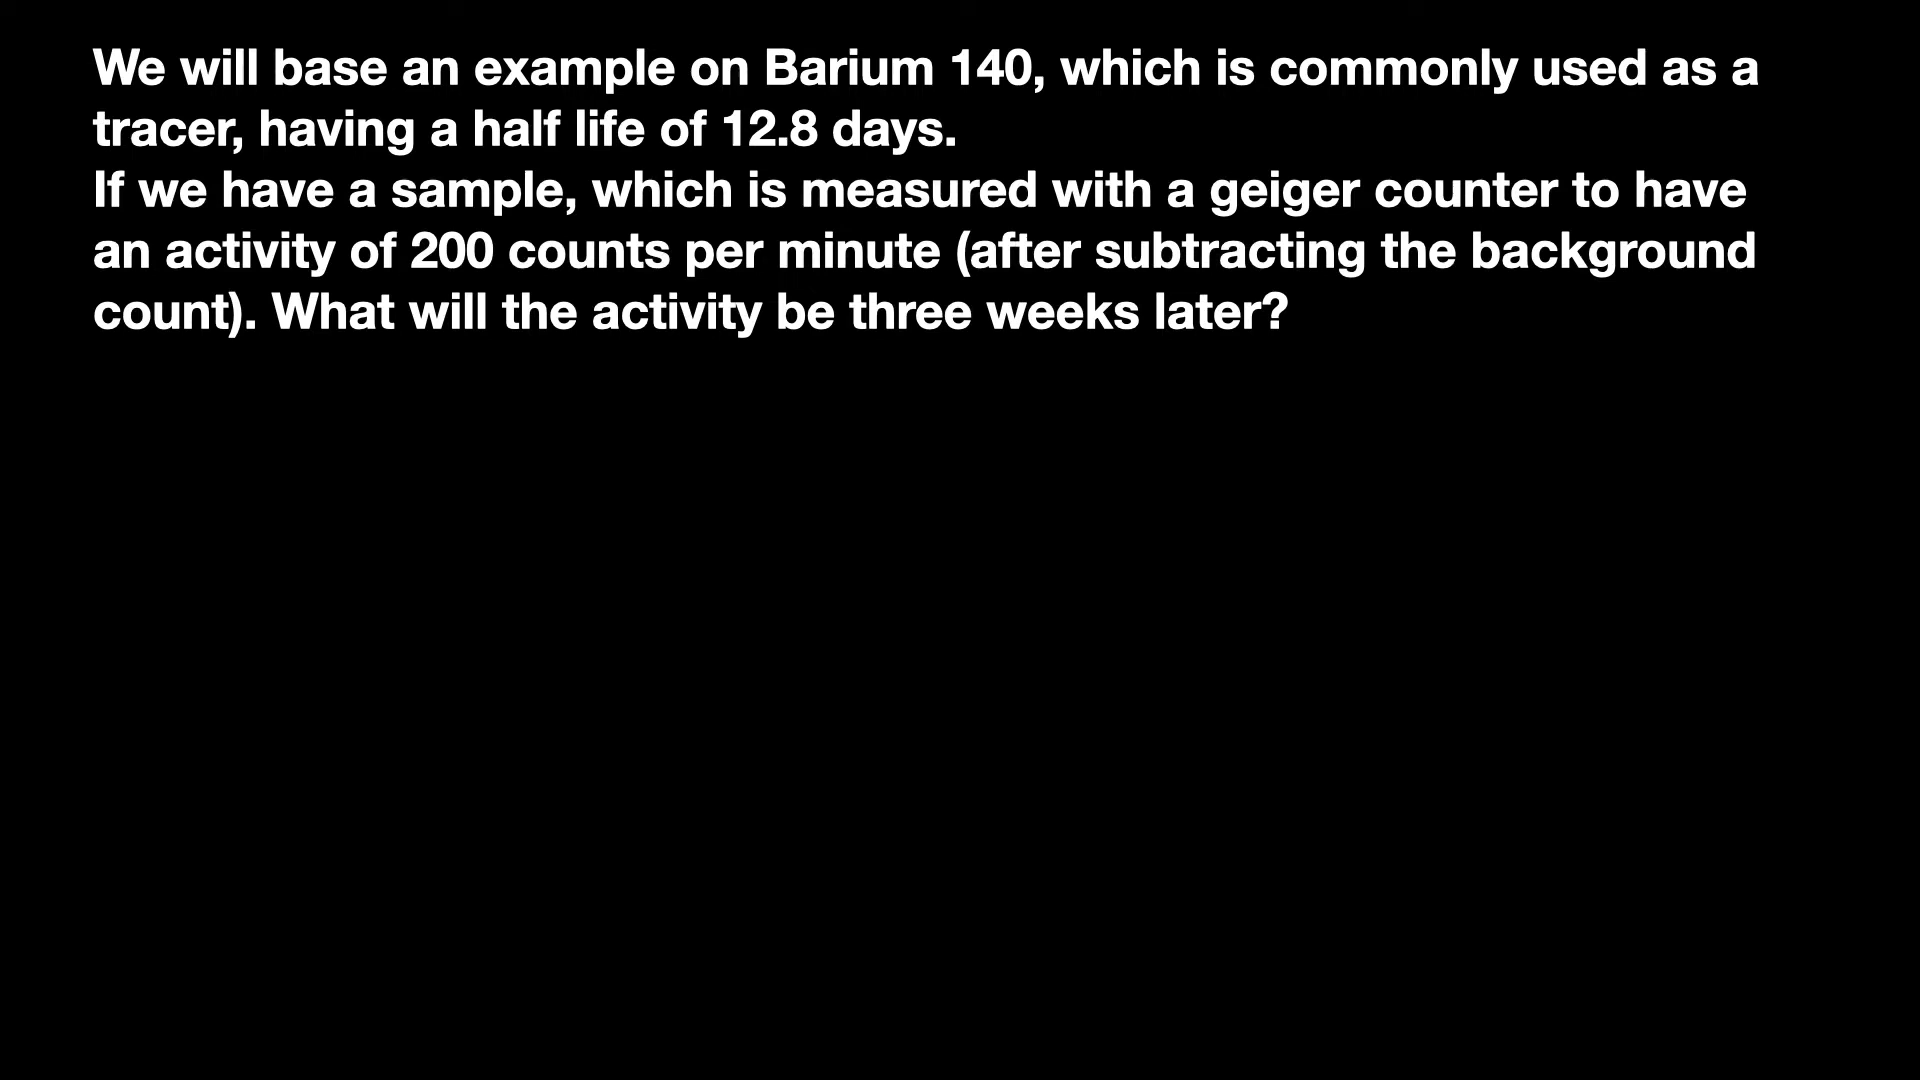 We will base an example on Barium 140, which is commonly used as a
tracer, having a half life of 12.8 days.
If we have a sample, which is measured with a geiger counter to have
an activity of 200 counts per minute (after subtracting the background
count). What will the activity be three weeks later?